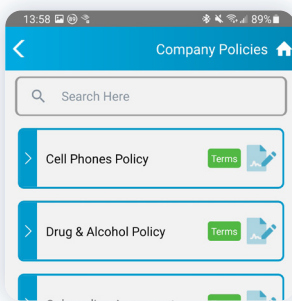 13:58 89%
Company Policies
Search Here
Cell Phones Policy Terms
Drug & Alcohol Policy Terms